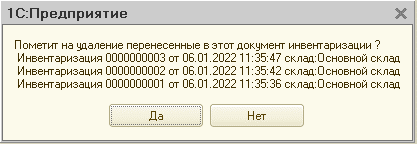 1С:Предприятие
Пометит на удаление перенесенные в этот документ инвентаризации ?
Инвентаризация 0000000003 от 06.01.2022 11:35:47 склад:Основной склад
Инвентаризация 0000000002 от 06.01.2022 11:35:42 склад:Основной склад
Инвентаризация 0000000001 от 06.01.2022 11:35:36 склад:Основной склад
Да Нет